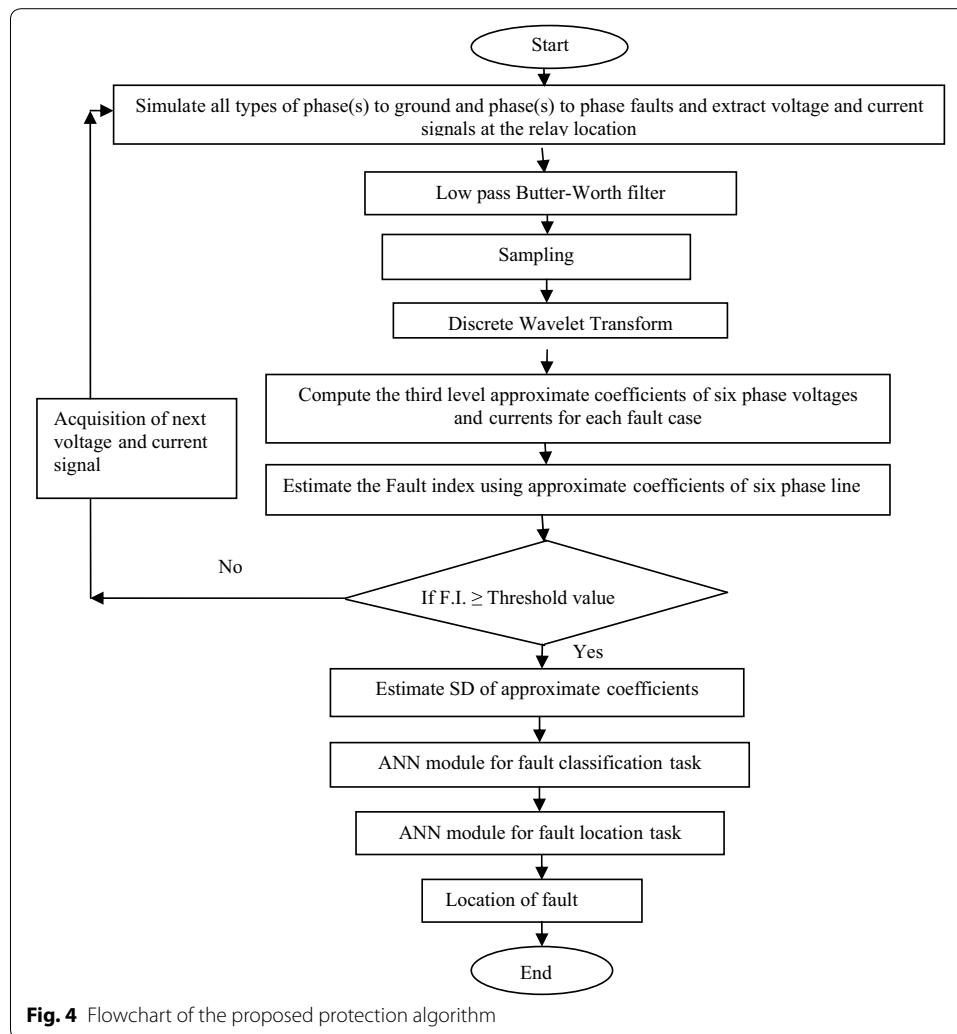 Start
Simulate all types of phase(s) to ground and phase(s) to phase faults and extract voltage and current
signals at the relay location
Low pass Butter-Worth filter
Sampling
Discrete Wavelet Transform
Compute the third level approximate coefficients of six phase voltages
and currents for each fault case
Acquisition of next
voltage and current
signal
Estimate the Fault index using approximate coefficients of six phase line
No
If F.I. ≥ Threshold value
Yes
Estimate SD of approximate coefficients
ANN module for fault classification task
ANN module for fault location task
Location of fault
End
Fig. 4 Flowchart of the proposed protection algorithm